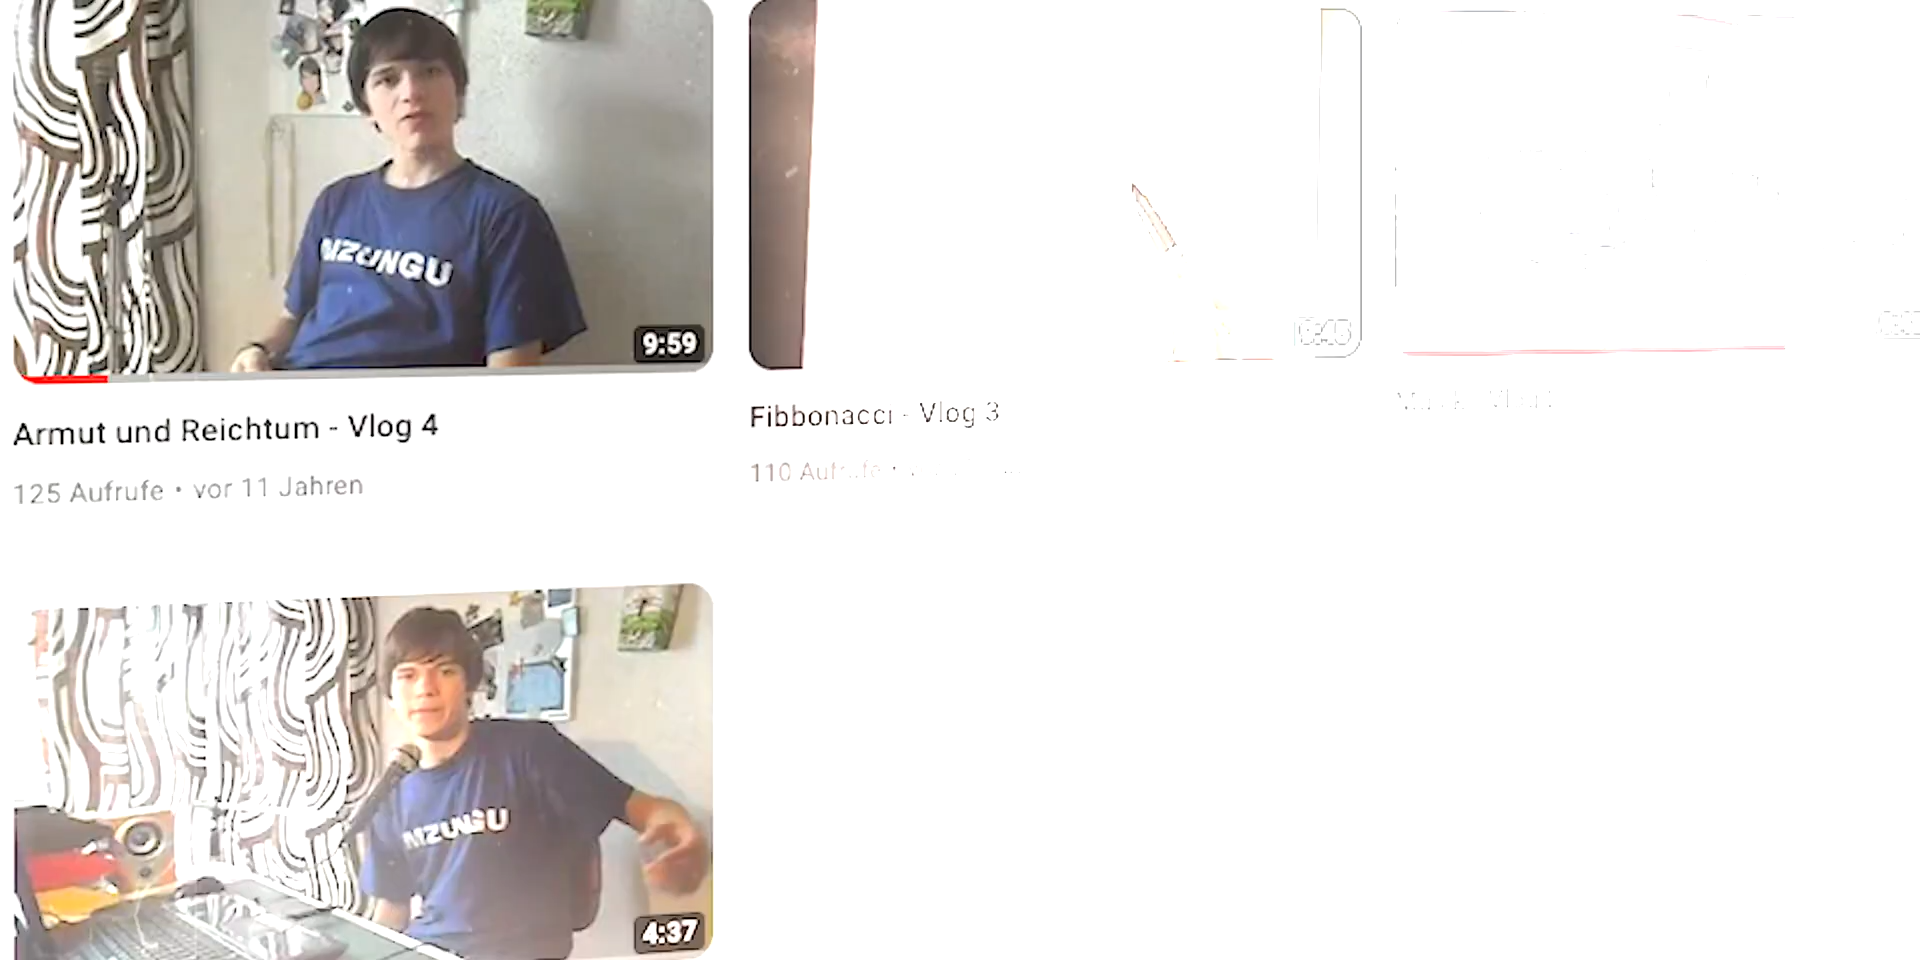 MZUNGU
9:59
Armut und Reichtum - Vlog 4
125 Aufrufe • vor 11 Jahren
Fibbonacci - Vlog 3
110 Aufrufe
MZUNGU
4:37